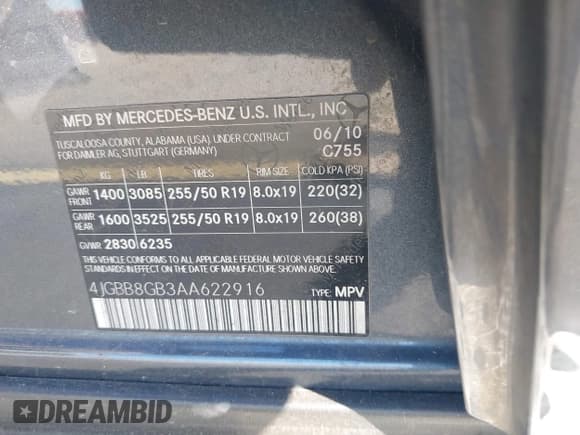 MFD BY MERCEDES-BENZ U.S. INTL., INC
TUSCALOOSA COUNTY, ALABAMA (USA), UNDER CONTRACT 06/10
FOR DAIMLER AG, STUTTGART (GERMANY) C755
KG LB TIRES RIM SIZE COLD KPA (PSI)
GAWR FRONT 1400 3085 255/50 R19 8.0x19 220(32)
GAWR REAR 1600 3525 255/50 R19 8.0x19 260(38)
GVWR 2830 6235
THIS VEHICLE CONFORMS TO ALL APPLICABLE FEDERAL MOTOR VEHICLE SAFETY
STANDARDS IN EFFECT ON THE DATE OF MANUFACTURE SHOWN ABOVE.
4JGBB8GB3AA622916 TYPE: MPV
DREAMBID